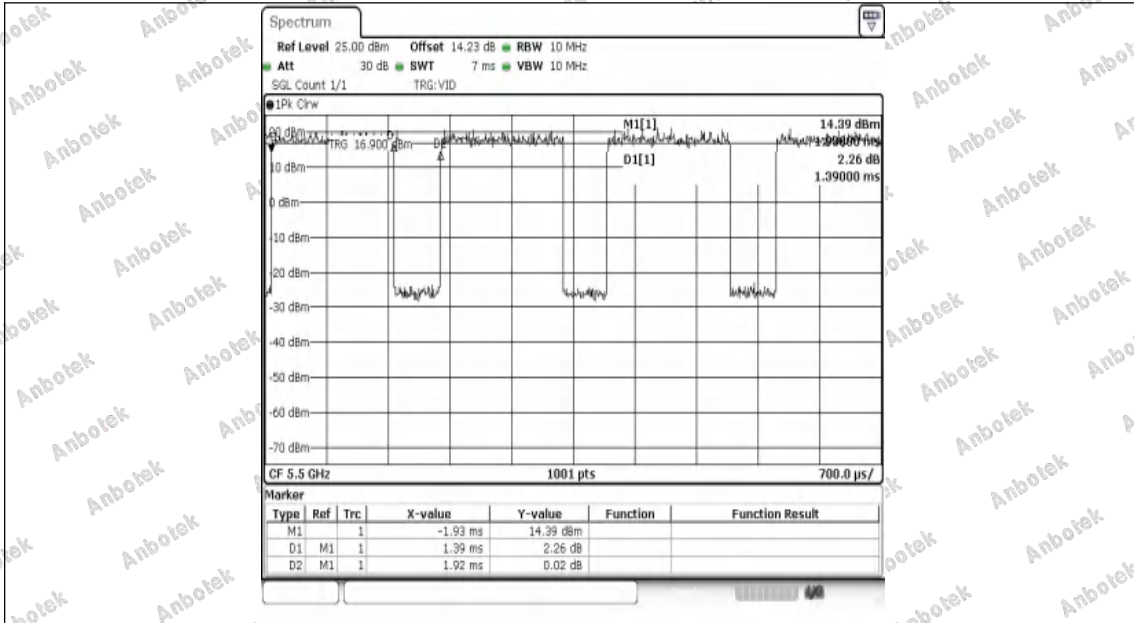 Spectrum
Ref Level 25.00 dBm Offset 14.23 dB RBW 10 MHz
Att 30 dB SWT 7 ms VBW 10 MHz
SGL Count 1/1 TRG:VID
1Pk Clrw
M1[1] 14.39 dBm
20 dBm
TRG 16.900 dBm
D1[1] 2.26 dB
10 dBm
1.39000 ms
0 dBm
-10 dBm
-20 dBm
-30 dBm
-40 dBm
-50 dBm
-60 dBm
-70 dBm
CF 5.5 GHz 1001 pts 700.0 µs/
Marker
Type Ref Trc X-value Y-value Function Function Result
M1 1 -1.93 ms 14.39 dBm
D1 M1 1 1.39 ms 2.26 dB
D2 M1 1 1.92 ms 0.02 dB
Anbotek